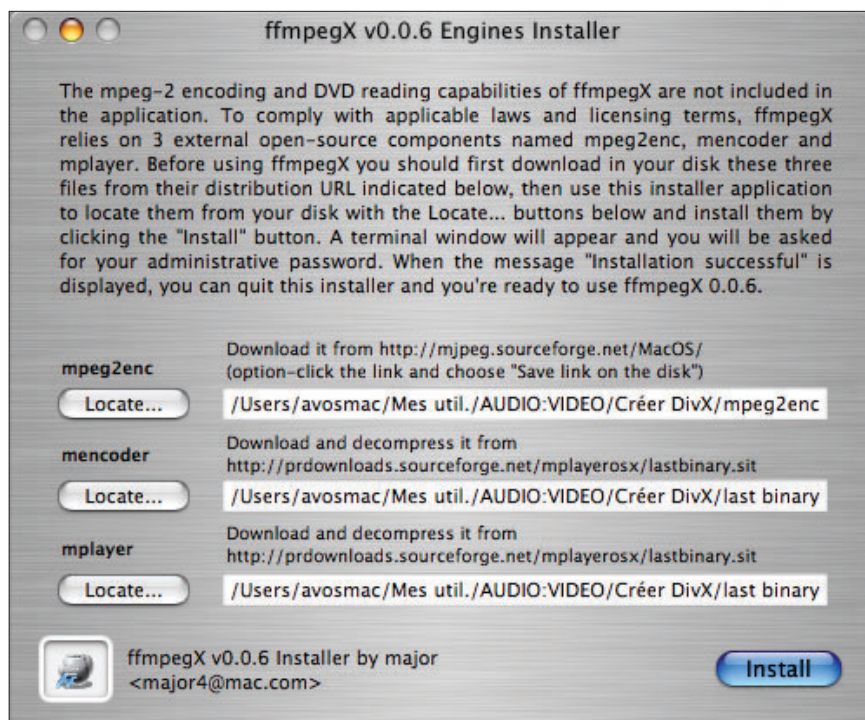 ffmpegX v0.0.6 Engines Installer
The mpeg-2 encoding and DVD reading capabilities of ffmpegX are not included in
the application. To comply with applicable laws and licensing terms, ffmpegX
relies on 3 external open-source components named mpeg2enc, mencoder and
mplayer. Before using ffmpegX you should first download in your disk these three
files from their distribution URL indicated below, then use this installer application
to locate them from your disk with the Locate... buttons below and install them by
clicking the "Install" button. A terminal window will appear and you will be asked
for your administrative password. When the message "Installation successful" is
displayed, you can quit this installer and you're ready to use ffmpegX 0.0.6.
Download it from http://mjpeg.sourceforge.net/MacOS/
mpeg2enc
(option-click the link and choose "Save link on the disk")
Locate... /Users/avosmac/Mes util./AUDIO:VIDEO/Créer DivX/mpeg2enc
Download and decompress it from
mencoder
http://prdownloads.sourceforge.net/mplayerosx/lastbinary.sit
Locate... /Users/avosmac/Mes util./AUDIO:VIDEO/Créer DivX/last binary
Download and decompress it from
mplayer
http://prdownloads.sourceforge.net/mplayerosx/lastbinary.sit
Locate... /Users/avosmac/Mes util./AUDIO:VIDEO/Créer DivX/last binary
ffmpegX v0.0.6 Installer by major
<major4@mac.com>
Install